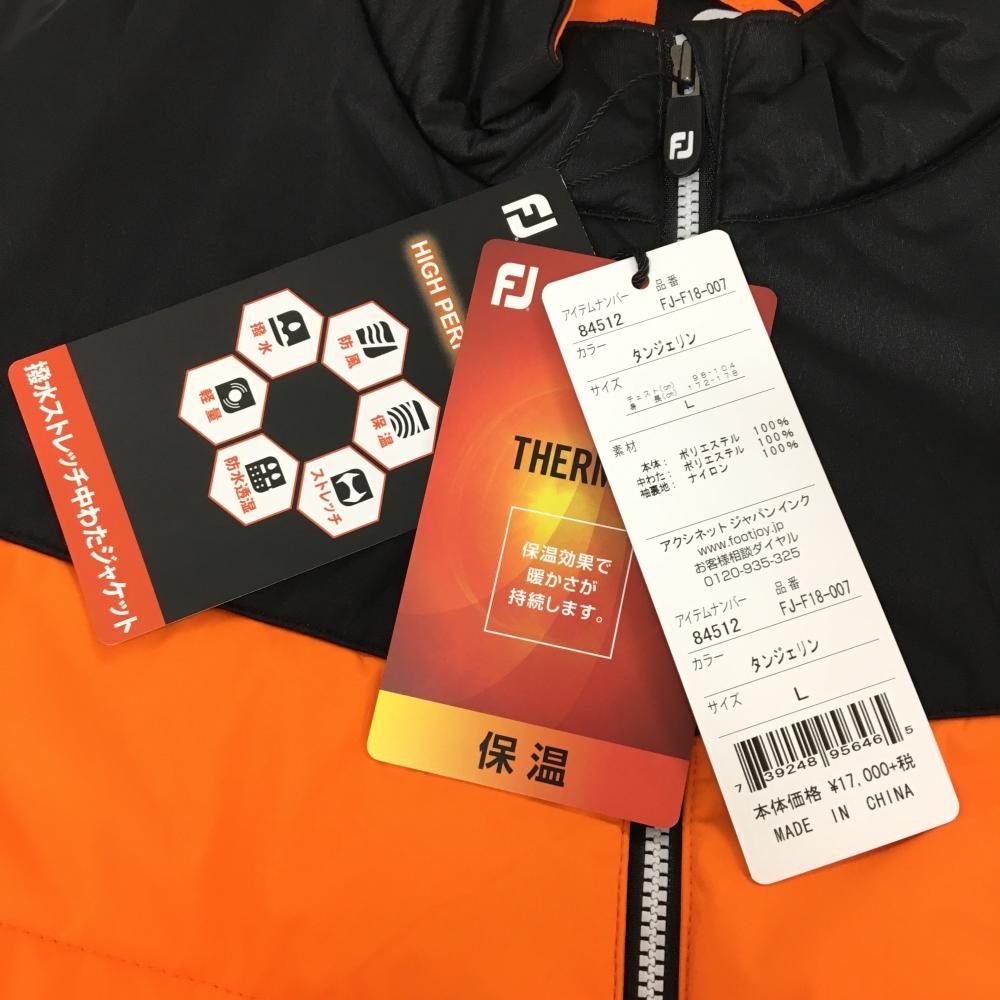 FJ
FJ
HIGH PERF
撥水
防風
軽量
保温
防水透湿
ストレッチ
撥水ストレッチ中わたジャケット
FJ
THERM
保温効果で
暖かさが
持続します。
保温
アイテムナンバー 品番
84512 FJ-F18-007
カラー タンジェリン
サイズ
チェスト(cm) 98-104
身 長(cm) 172-178
L
素材
本体: ポリエステル 100%
中わた: ポリエステル 100%
袖裏地: ナイロン 100%
アクシネットジャパンインク
www.footjoy.com
お客様相談ダイヤル
0120-935-325
アイテムナンバー 品番
84512 FJ-F18-007
カラー タンジェリン
サイズ L
7 39248 95646 5
本体価格 ¥17,000+税
MADE IN CHINA